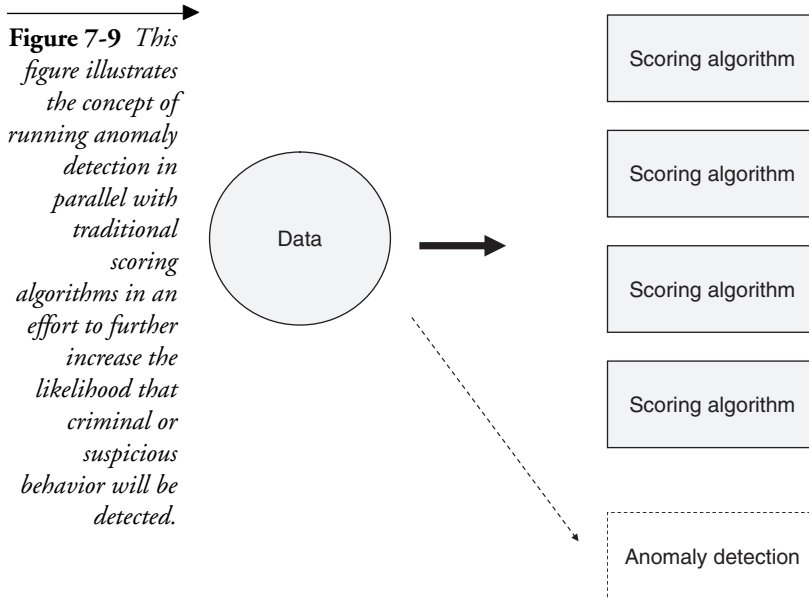 Figure 7-9 This
figure illustrates
the concept of
running anomaly
detection in
parallel with
traditional
scoring
algorithms in an
effort to further
increase the
likelihood that
criminal or
suspicious
behavior will be
detected.
Data
Scoring algorithm
Scoring algorithm
Scoring algorithm
Scoring algorithm
Anomaly detection